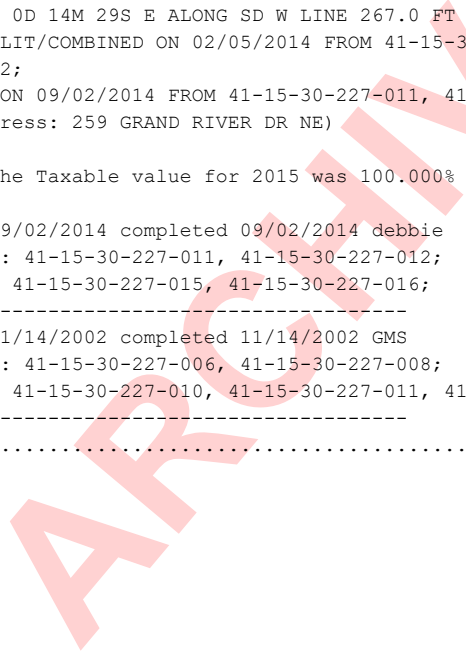 0D 14M 29S E ALONG SD W LINE 267.0 FT
LIT/COMBINED ON 02/05/2014 FROM 41-15-3
2;
ON 09/02/2014 FROM 41-15-30-227-011, 41
ress: 259 GRAND RIVER DR NE)
he Taxable value for 2015 was 100.000%
9/02/2014 completed 09/02/2014 debbie
: 41-15-30-227-011, 41-15-30-227-012;
41-15-30-227-015, 41-15-30-227-016;
----------------------------------
1/14/2002 completed 11/14/2002 GMS
: 41-15-30-227-006, 41-15-30-227-008;
41-15-30-227-010, 41-15-30-227-011, 41
----------------------------------
.......................................
ARCHIV